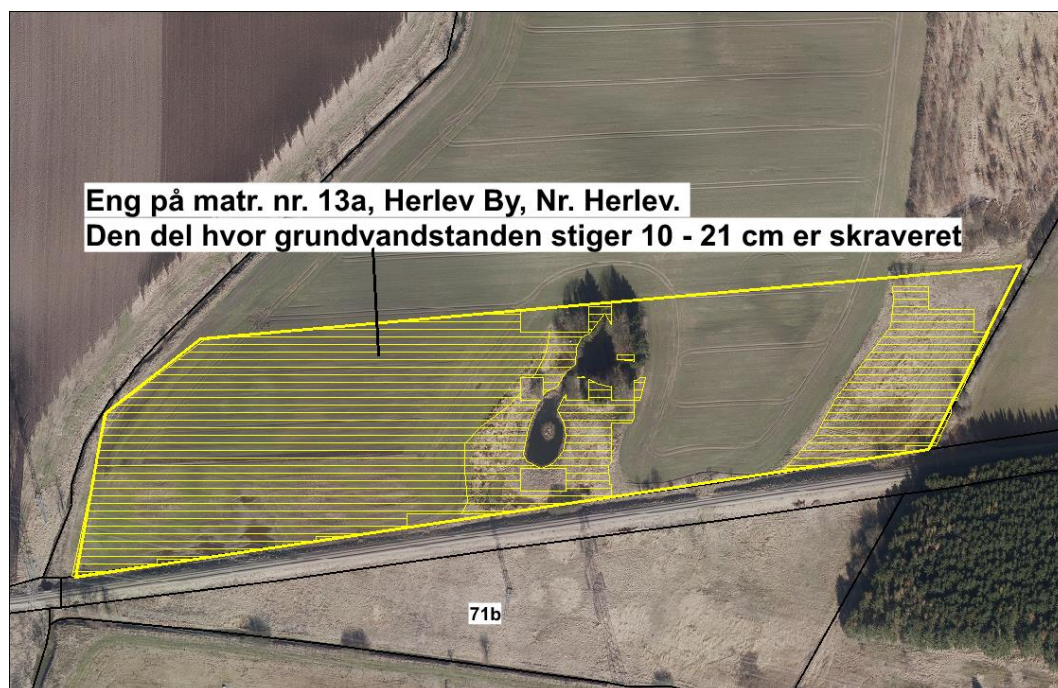 Eng på matr. nr. 13a, Herlev By, Nr. Herlev.
Den del hvor grundvandstanden stiger 10 - 21 cm er skraveret
71b